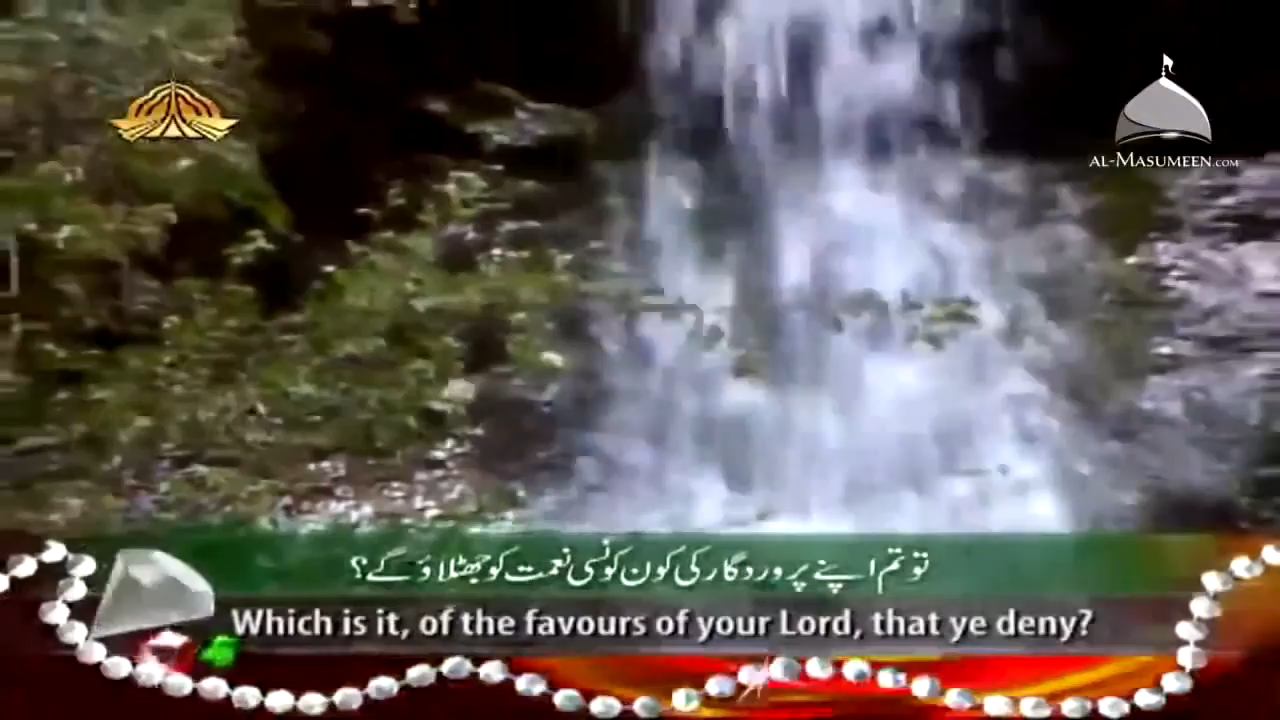 AL-MASUMEEN.COM
تو تم اپنے پروردگار کی کون کونسی نعمت کو جھٹلاؤ گے؟
Which is it, of the favours of your Lord, that ye deny?